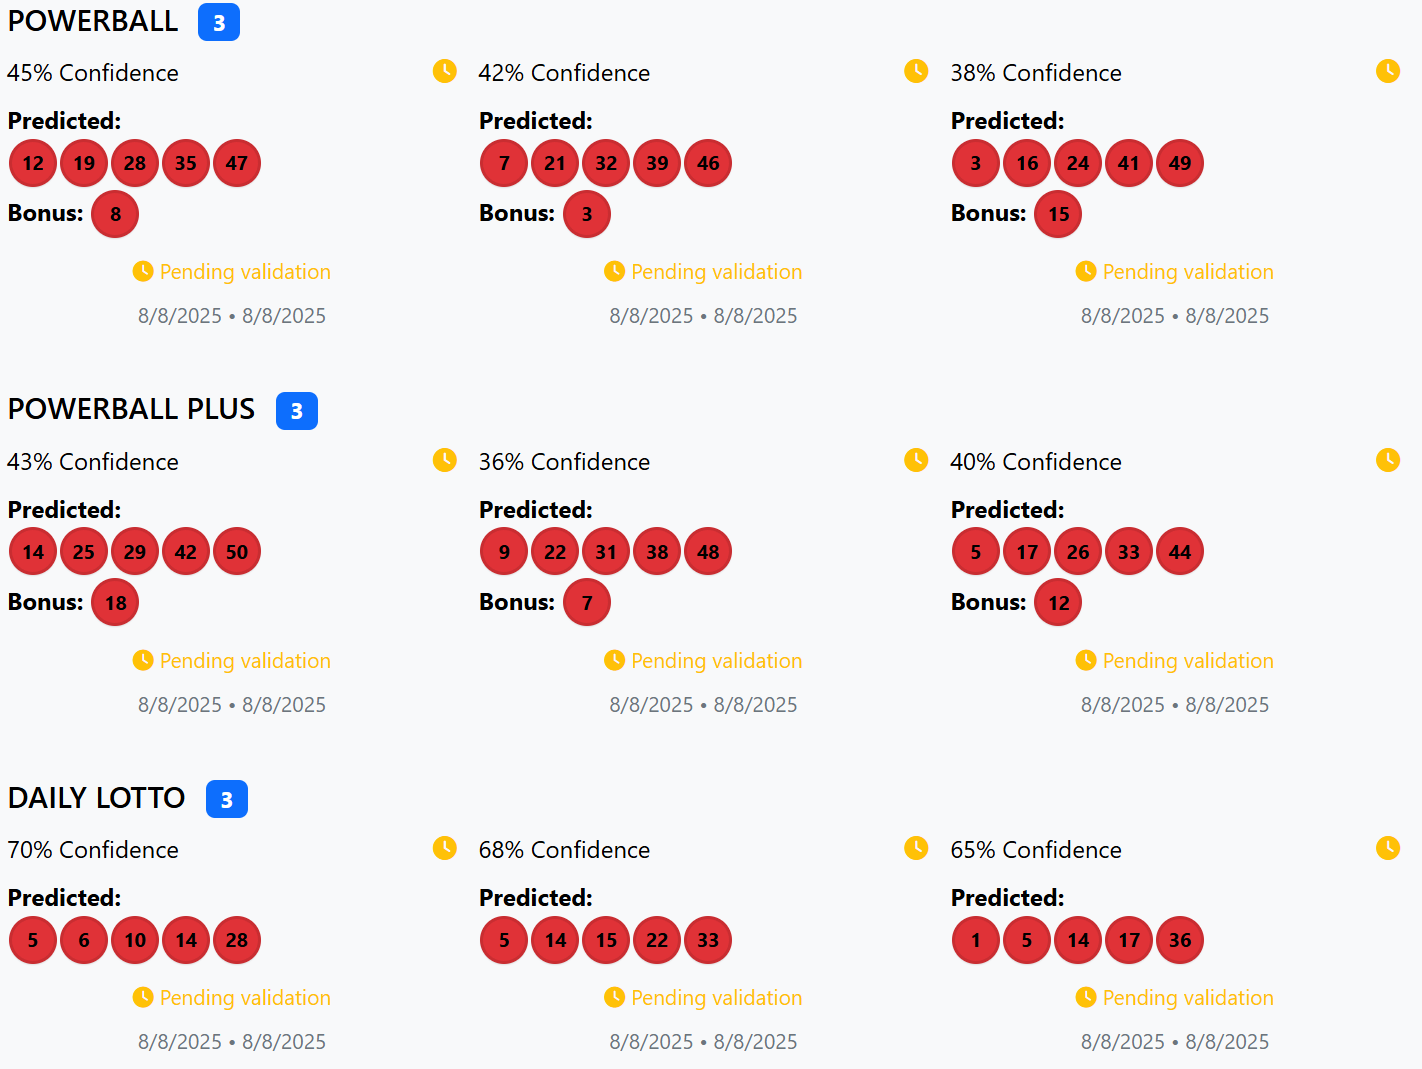 POWERBALL 3
45% Confidence
Predicted:
12 19 28 35 47
Bonus: 8
Pending validation
8/8/2025 • 8/8/2025
42% Confidence
Predicted:
7 21 32 39 46
Bonus: 3
Pending validation
8/8/2025 • 8/8/2025
38% Confidence
Predicted:
3 16 24 41 49
Bonus: 15
Pending validation
8/8/2025 • 8/8/2025
POWERBALL PLUS 3
43% Confidence
Predicted:
14 25 29 42 50
Bonus: 18
Pending validation
8/8/2025 • 8/8/2025
36% Confidence
Predicted:
9 22 31 38 48
Bonus: 7
Pending validation
8/8/2025 • 8/8/2025
40% Confidence
Predicted:
5 17 26 33 44
Bonus: 12
Pending validation
8/8/2025 • 8/8/2025
DAILY LOTTO 3
70% Confidence
Predicted:
5 6 10 14 28
Pending validation
8/8/2025 • 8/8/2025
68% Confidence
Predicted:
5 14 15 22 33
Pending validation
8/8/2025 • 8/8/2025
65% Confidence
Predicted:
1 5 14 17 36
Pending validation
8/8/2025 • 8/8/2025